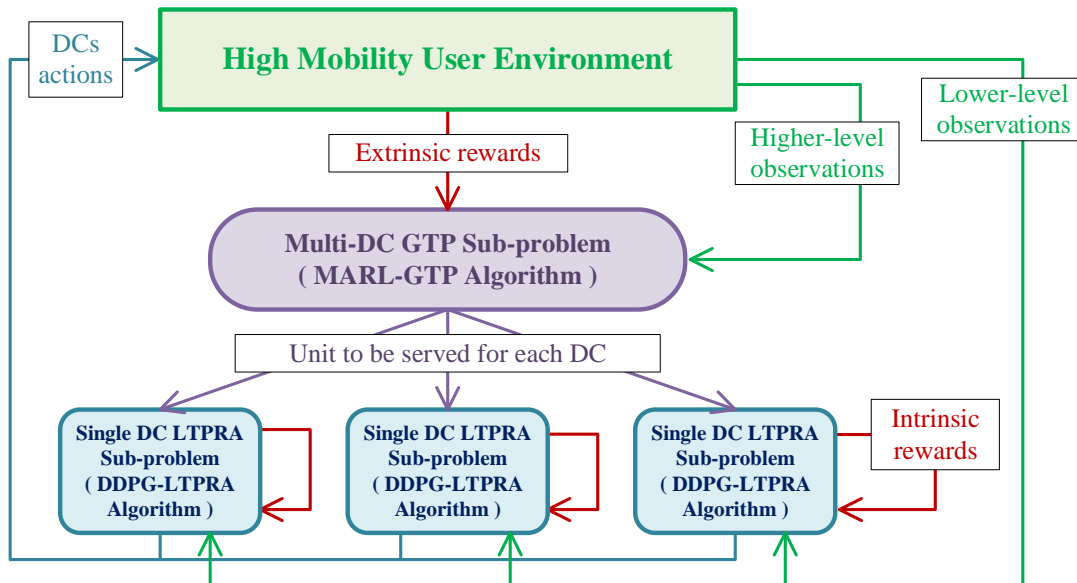 DCs
actions
High Mobility User Environment
Lower-level
observations
Extrinsic rewards
Higher-level
observations
Multi-DC GTP Sub-problem
( MARL-GTP Algorithm )
Unit to be served for each DC
Single DC LTPRA
Sub-problem
( DDPG-LTPRA
Algorithm )
Single DC LTPRA
Sub-problem
( DDPG-LTPRA
Algorithm )
Single DC LTPRA
Sub-problem
( DDPG-LTPRA
Algorithm )
Intrinsic
rewards